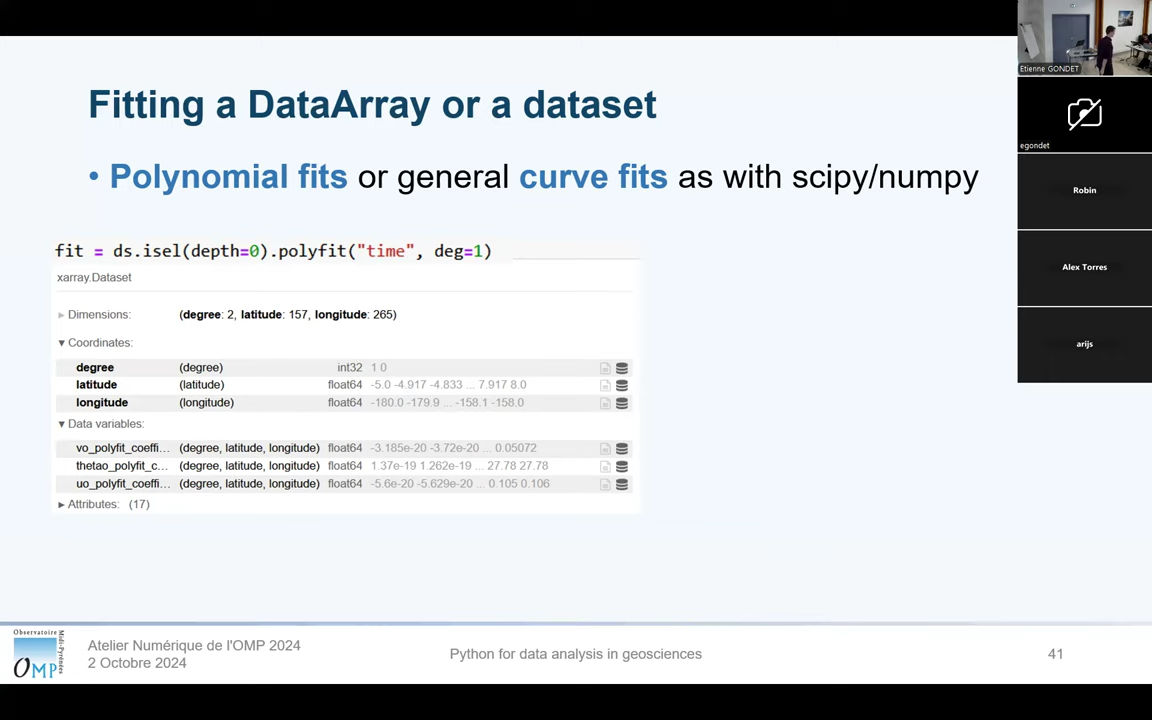 Fitting a DataArray or a dataset
• Polynomial fits or general curve fits as with scipy/numpy
fit = ds.isel(depth=0).polyfit("time", deg=1)
xarray.Dataset
► Dimensions: (degree: 2, latitude: 157, longitude: 265)
▼ Coordinates:
degree (degree) int32 1 0
latitude (latitude) float64 -5.0 -4.917 -4.833 ... 7.917 8.0
longitude (longitude) float64 -180.0 -179.9 ... -158.1 -158.0
▼ Data variables:
vo_polyfit_coeffi... (degree, latitude, longitude) float64 -3.185e-20 -3.72e-20 ... 0.05072
thetao_polyfit_c... (degree, latitude, longitude) float64 1.37e-19 1.262e-19 ... 27.78 27.78
uo_polyfit_coeffi... (degree, latitude, longitude) float64 -5.6e-20 -5.629e-20 ... 0.105 0.106
► Attributes: (17)
Observatoire
Midi-Pyrénées
OMP
Atelier Numérique de l'OMP 2024
2 Octobre 2024
Python for data analysis in geosciences
41
Etienne GONDET
egondet
Robin
Alex Torres
arijs